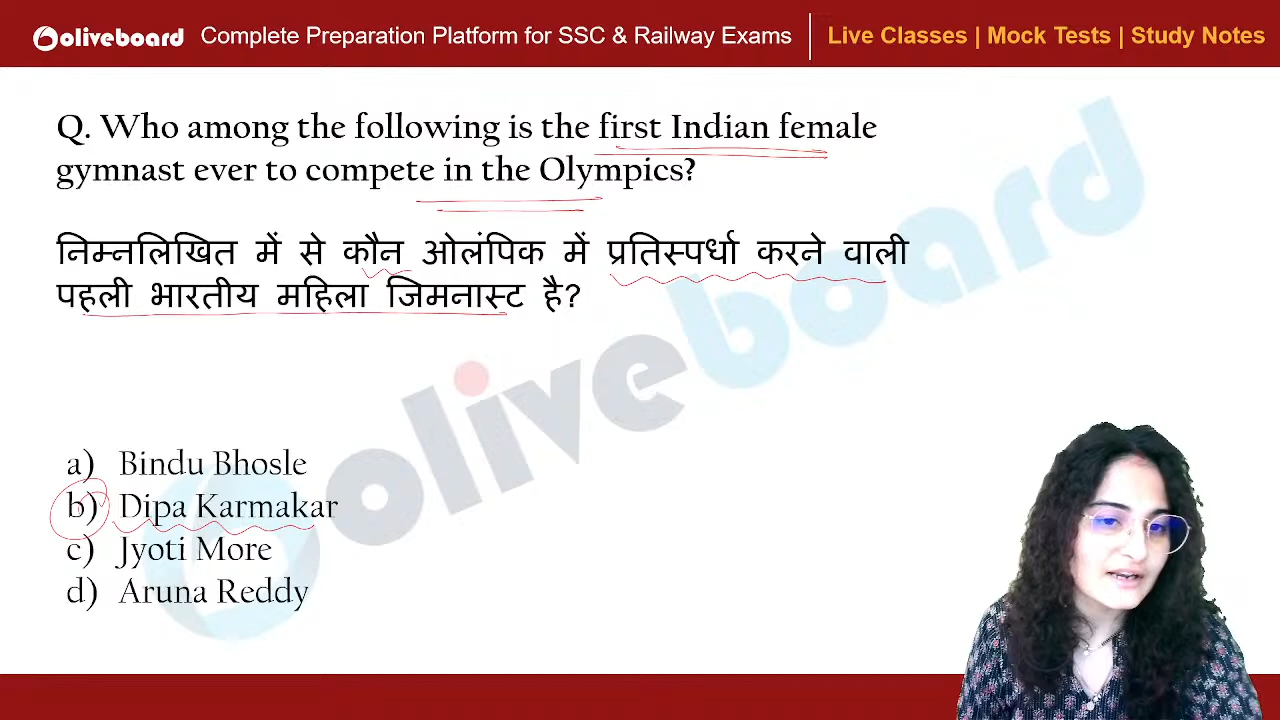 oliveboard Complete Preparation Platform for SSC & Railway Exams Live Classes | Mock Tests | Study Notes
Q. Who among the following is the first Indian female
gymnast ever to compete in the Olympics?
निम्नलिखित में से कौन ओलंपिक में प्रतिस्पर्धा करने वाली
पहली भारतीय महिला जिमनास्ट है?
oliveboard
a) Bindu Bhosle
b) Dipa Karmakar
c) Jyoti More
d) Aruna Reddy